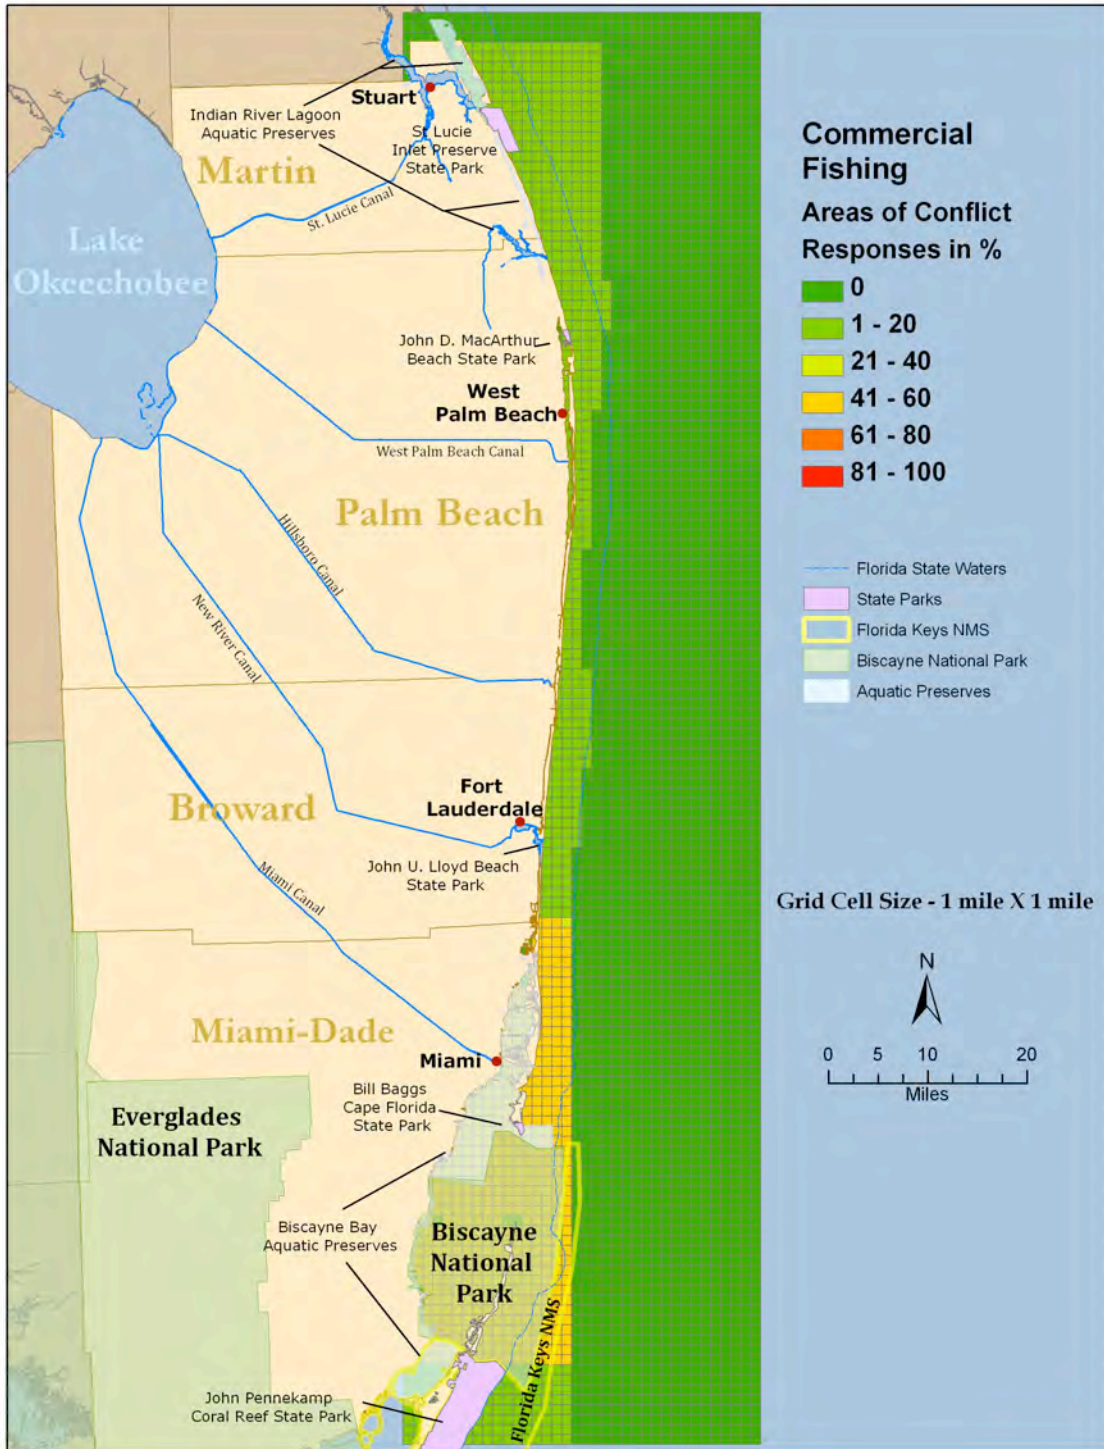 Stuart
Indian River Lagoon
Aquatic Preserves
St Lucie
Inlet Preserve
State Park
Martin
St. Lucie Canal
Lake
Okeechobee
John D. MacArthur
Beach State Park
West
Palm Beach
West Palm Beach Canal
Palm Beach
Hillsboro Canal
New River Canal
Fort
Lauderdale
Broward
John U. Lloyd Beach
State Park
Miami Canal
Miami-Dade
Miami
Bill Baggs
Cape Florida
State Park
Everglades
National Park
Biscayne Bay
Aquatic Preserves
Biscayne
National
Park
Florida Keys NMS
John Pennekamp
Coral Reef State Park
Commercial
Fishing
Areas of Conflict
Responses in %
0
1 - 20
21 - 40
41 - 60
61 - 80
81 - 100
Florida State Waters
State Parks
Florida Keys NMS
Biscayne National Park
Aquatic Preserves
Grid Cell Size - 1 mile X 1 mile
N
0 5 10 20
Miles